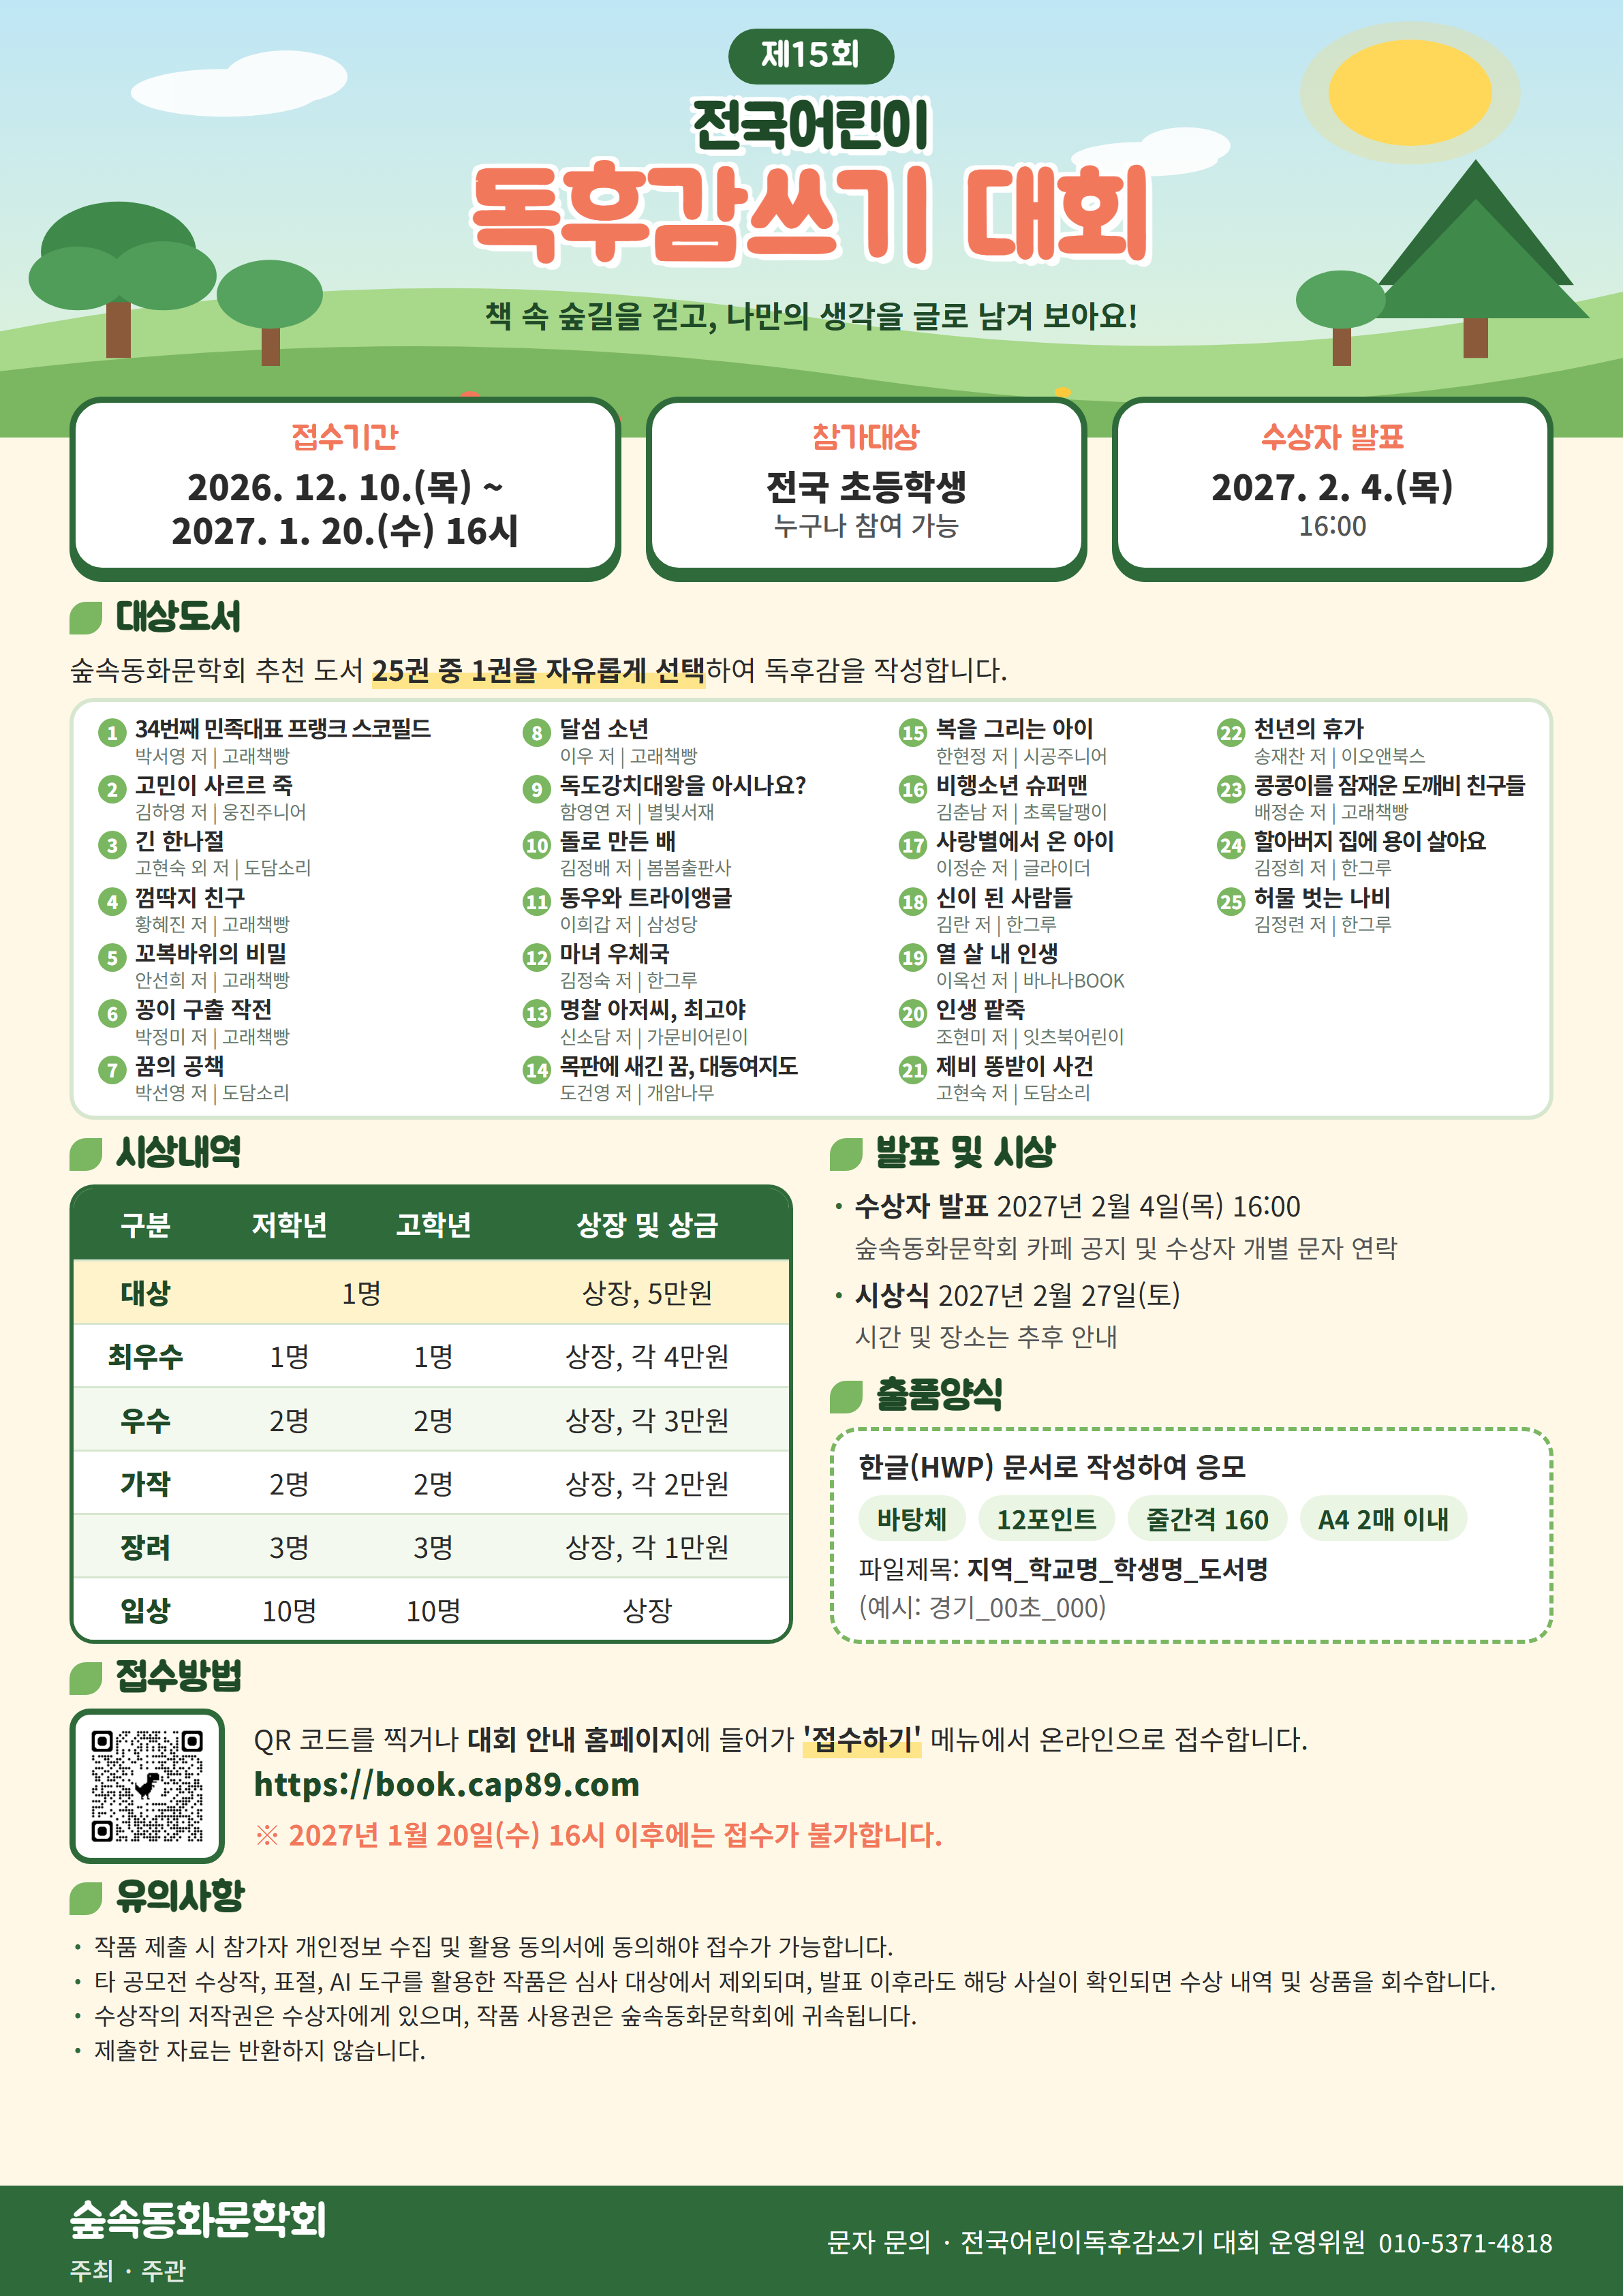 제15회
전국어린이
독후감쓰기 대회
책 속 숲길을 걷고, 나만의 생각을 글로 남겨 보아요!
접수기간
2026. 12. 10.(목) ~
2027. 1. 20.(수) 16시
참가대상
전국 초등학생
누구나 참여 가능
수상자 발표
2027. 2. 4.(목)
16:00
대상도서
숲속동화문학회 추천 도서 25권 중 1권을 자유롭게 선택하여 독후감을 작성합니다.
1 34번째 민족대표 프랭크 스코필드
박서영 저 | 고래책빵
2 고민이 사르르 죽
김하영 저 | 웅진주니어
3 긴 한나절
고현숙 외 저 | 도담소리
4 껌딱지 친구
황혜진 저 | 고래책빵
5 꼬복바위의 비밀
안선희 저 | 고래책빵
6 꽁이 구출 작전
박정미 저 | 고래책빵
7 꿈의 공책
박선영 저 | 도담소리
8 달섬 소년
이우 저 | 고래책빵
9 독도강치대왕을 아시나요?
함영연 저 | 별빛서재
10 돌로 만든 배
김정배 저 | 봄봄출판사
11 동우와 트라이앵글
이희갑 저 | 삼성당
12 마녀 우체국
김정숙 저 | 한그루
13 명찰 아저씨, 최고야
신소담 저 | 가문비어린이
14 목판에 새긴 꿈, 대동여지도
도건영 저 | 개암나무
15 복을 그리는 아이
한현정 저 | 시공주니어
16 비행소년 슈퍼맨
김춘남 저 | 초록달팽이
17 사랑별에서 온 아이
이정순 저 | 글라이더
18 신이 된 사람들
김란 저 | 한그루
19 열 살 내 인생
이옥선 저 | 바나나BOOK
20 인생 팥죽
조현미 저 | 잇츠북어린이
21 제비 똥받이 사건
고현숙 저 | 도담소리
22 천년의 휴가
송재찬 저 | 이오앤북스
23 콩콩이를 잠재운 도깨비 친구들
배정순 저 | 고래책빵
24 할아버지 집에 용이 살아요
김정희 저 | 한그루
25 허물 벗는 나비
김정련 저 | 한그루
시상내역
구분 저학년 고학년 상장 및 상금
대상 1명 상장, 5만원
최우수 1명 1명 상장, 각 4만원
우수 2명 2명 상장, 각 3만원
가작 2명 2명 상장, 각 2만원
장려 3명 3명 상장, 각 1만원
입상 10명 10명 상장
발표 및 시상
· 수상자 발표 2027년 2월 4일(목) 16:00
숲속동화문학회 카페 공지 및 수상자 개별 문자 연락
· 시상식 2027년 2월 27일(토)
시간 및 장소는 추후 안내
출품양식
한글(HWP) 문서로 작성하여 응모
바탕체 12포인트 줄간격 160 A4 2매 이내
파일제목: 지역_학교명_학생명_도서명
(예시: 경기_00초_000)
접수방법
QR 코드를 찍거나 대회 안내 홈페이지에 들어가 '접수하기' 메뉴에서 온라인으로 접수합니다.
https://book.cap89.com
※ 2027년 1월 20일(수) 16시 이후에는 접수가 불가합니다.
유의사항
· 작품 제출 시 참가자 개인정보 수집 및 활용 동의서에 동의해야 접수가 가능합니다.
· 타 공모전 수상작, 표절, AI 도구를 활용한 작품은 심사 대상에서 제외되며, 발표 이후라도 해당 사실이 확인되면 수상 내역 및 상품을 회수합니다.
· 수상작의 저작권은 수상자에게 있으며, 작품 사용권은 숲속동화문학회에 귀속됩니다.
· 제출한 자료는 반환하지 않습니다.
숲속동화문학회
주최 · 주관
문자 문의 · 전국어린이독후감쓰기 대회 운영위원 010-5371-4818